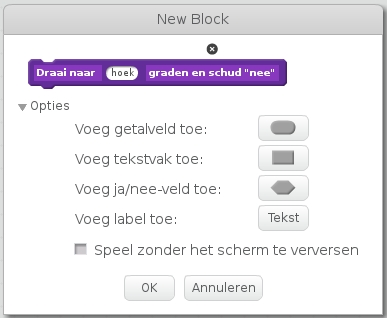 New Block
Draai naar hoek graden en schud "nee"
Opties
Voeg getalveld toe:
Voeg tekstvak toe:
Voeg ja/nee-veld toe:
Voeg label toe: Tekst
Speel zonder het scherm te verversen
OK Annuleren